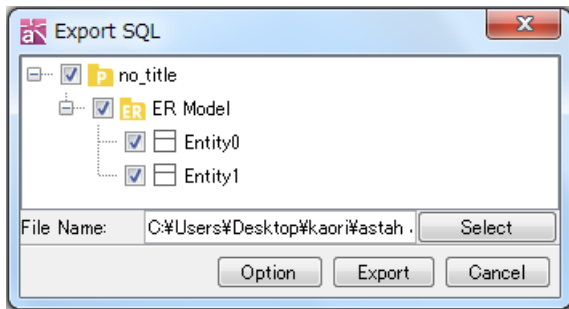 Export SQL
no_title
ER Model
Entity0
Entity1
File Name: C:¥Users¥Desktop¥kaori¥astah Select
Option Export Cancel